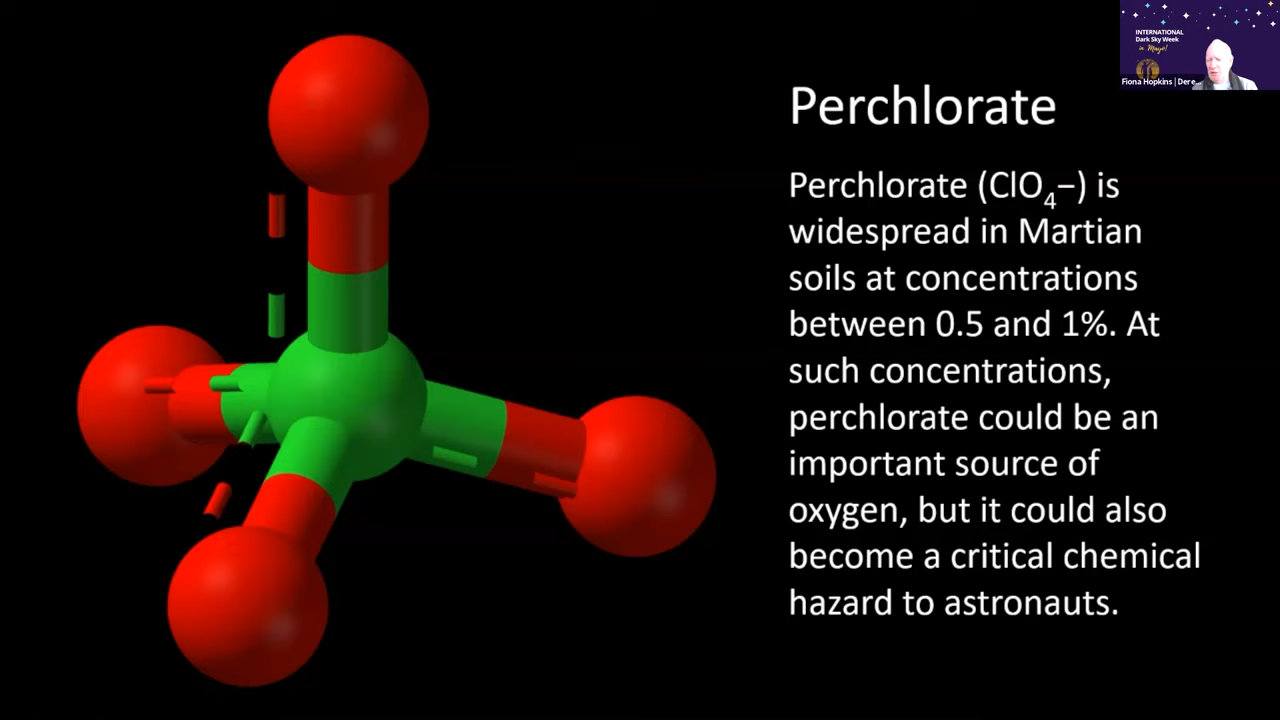 INTERNATIONAL
Dark Sky Week
in Mayo!
Fiona Hopkins | Dere...
Perchlorate
Perchlorate (ClO₄−) is
widespread in Martian
soils at concentrations
between 0.5 and 1%. At
such concentrations,
perchlorate could be an
important source of
oxygen, but it could also
become a critical chemical
hazard to astronauts.